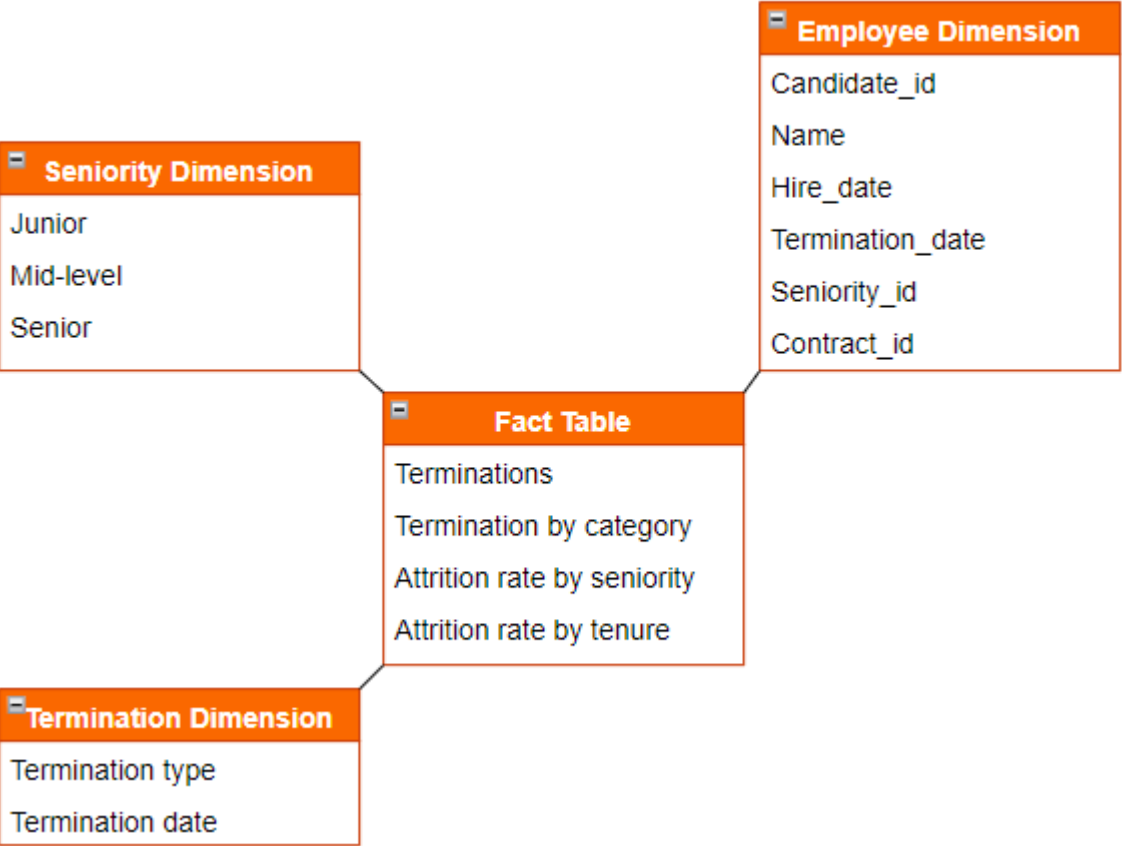 Employee Dimension
Candidate_id
Name
Hire_date
Termination_date
Seniority_id
Contract_id
Seniority Dimension
Junior
Mid-level
Senior
Fact Table
Terminations
Termination by category
Attrition rate by seniority
Attrition rate by tenure
Termination Dimension
Termination type
Termination date